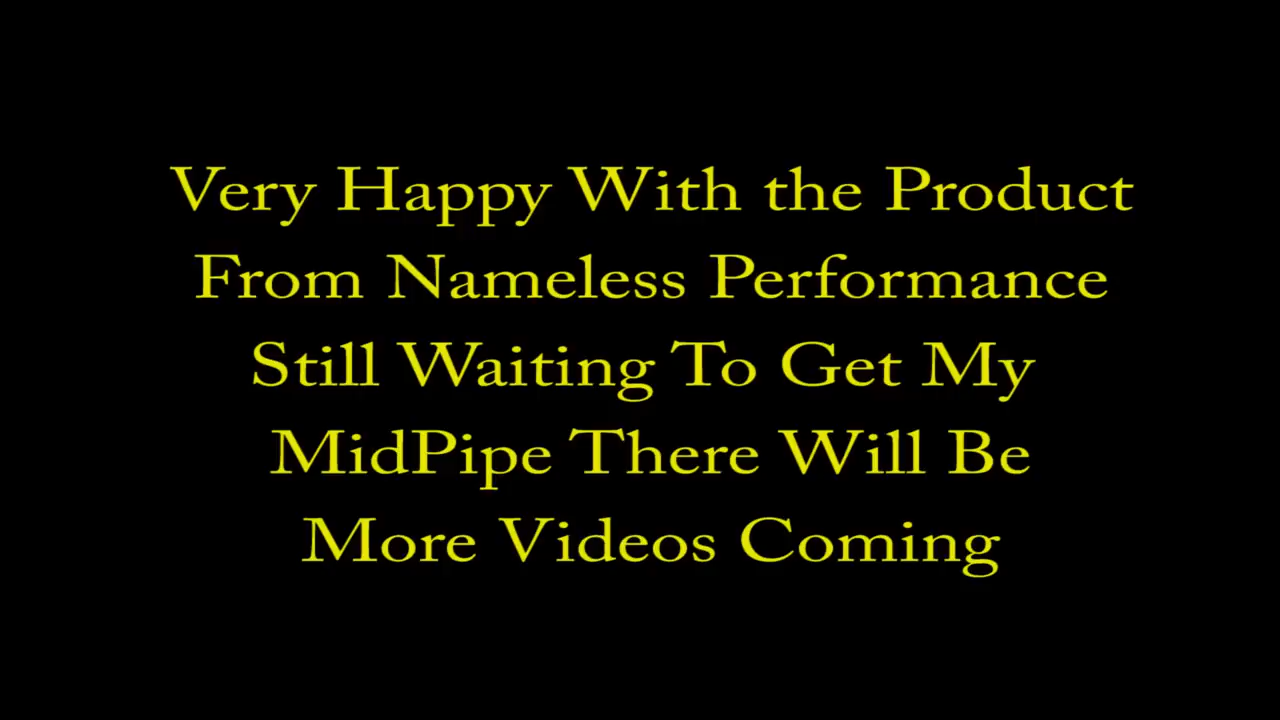 Very Happy With the Product
From Nameless Performance
Still Waiting To Get My
MidPipe There Will Be
More Videos Coming